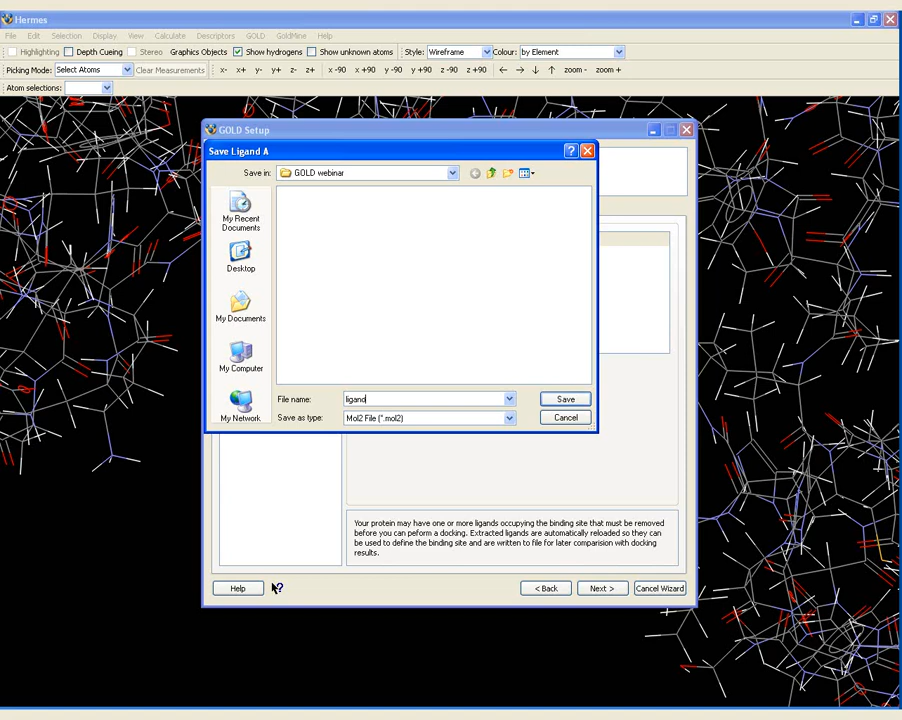 Hermes
File Edit Selection Display View Calculate Descriptors GOLD GoldMine Help
Highlighting Depth Cueing Stereo Graphics Objects Show hydrogens Show unknown atoms Style: Wireframe Colour: by Element
Picking Mode: Select Atoms Clear Measurements x- x+ y- y+ z- z+ x -90 x +90 y -90 y +90 z -90 z +90 zoom - zoom +
Atom selections:
GOLD Setup
Save Ligand A
Save in: GOLD webinar
My Recent
Documents
Desktop
My Documents
My Computer
My Network
File name: ligand Save
Save as type: Mol2 File (*.mol2) Cancel
Your protein may have one or more ligands occupying the binding site that must be removed
before you can peform a docking. Extracted ligands are automatically reloaded so they can
be used to define the binding site and are written to file for later comparision with docking
results.
Help < Back Next > Cancel Wizard